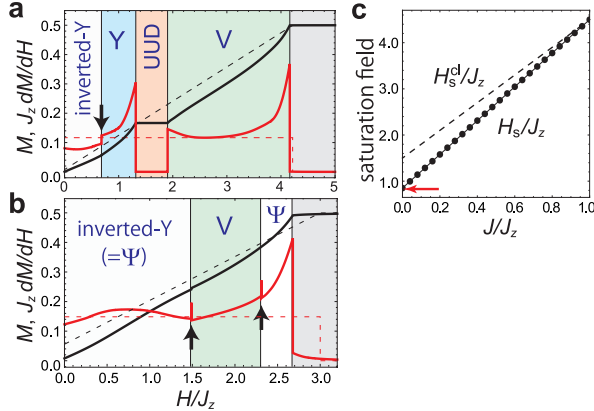 a
inverted-Y
Y
UUD
V
M, J_z dM/dH
0.5
0.4
0.3
0.2
0.1
0.0
0 1 2 3 4 5
b
inverted-Y
(=Ψ)
V
Ψ
M, J_z dM/dH
0.5
0.4
0.3
0.2
0.1
0.0
0.0 0.5 1.0 1.5 2.0 2.5 3.0
H/J_z
c
saturation field
4.0
3.0
2.0
1.0
H_s^cl/J_z
H_s/J_z
0.0 0.2 0.4 0.6 0.8 1.0
J/J_z